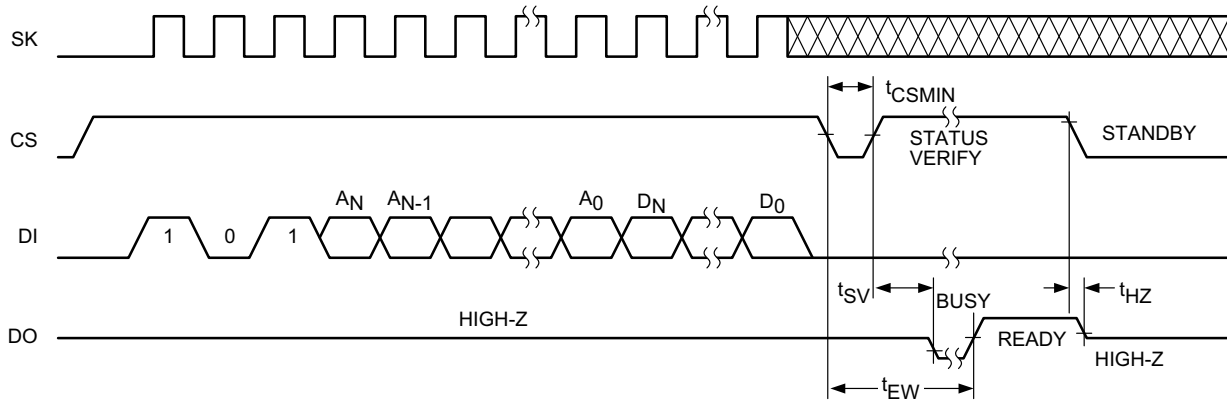 SK
tCSMIN
CS
STATUS
VERIFY
STANDBY
AN AN-1 A0 DN D0
DI
1 0 1
tSV
BUSY
tHZ
HIGH-Z
DO
READY
HIGH-Z
tEW